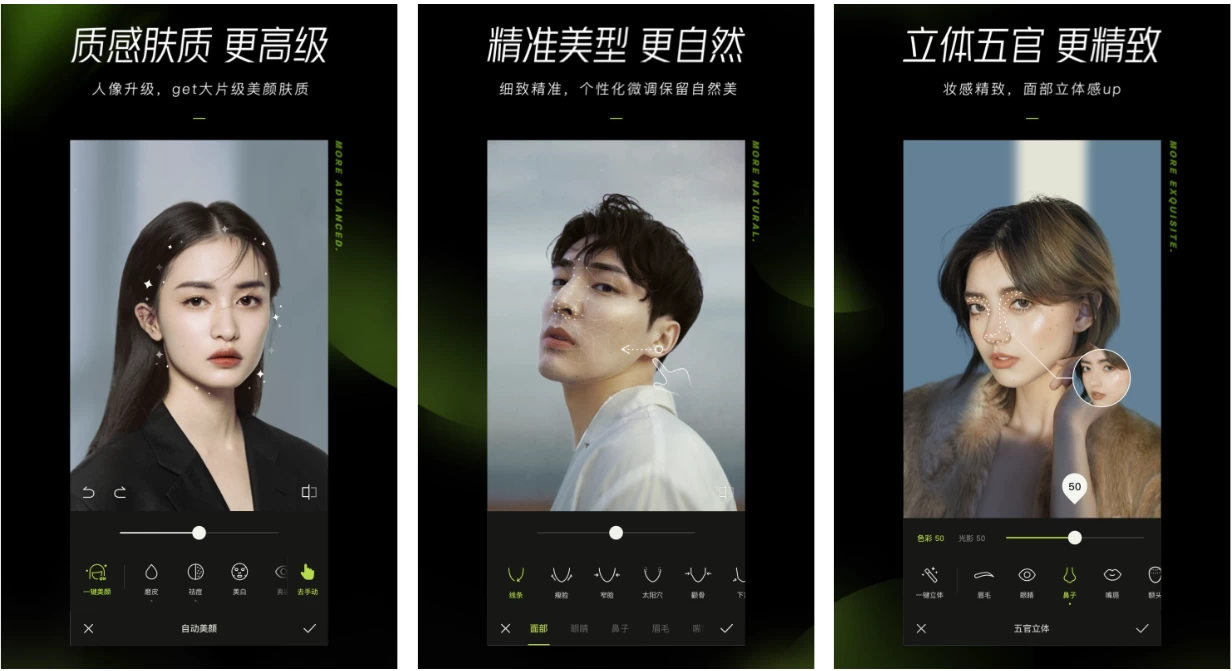 质感肤质 更高级
人像升级，get大片级美颜肤质
MORE ADVANCED.
一键美颜
磨皮
祛痘
美白
去手动
自动美颜
精准美型 更自然
细致精准，个性化微调保留自然美
MORE NATURAL.
线条
瘦脸
窄脸
太阳穴
颧骨
下
面部
眼睛
鼻子
眉毛
嘴
立体五官 更精致
妆感精致，面部立体感up
MORE EXQUISITE.
50
色彩 50
光影 50
一键立体
眉毛
眼睛
鼻子
嘴唇
额头
五官立体